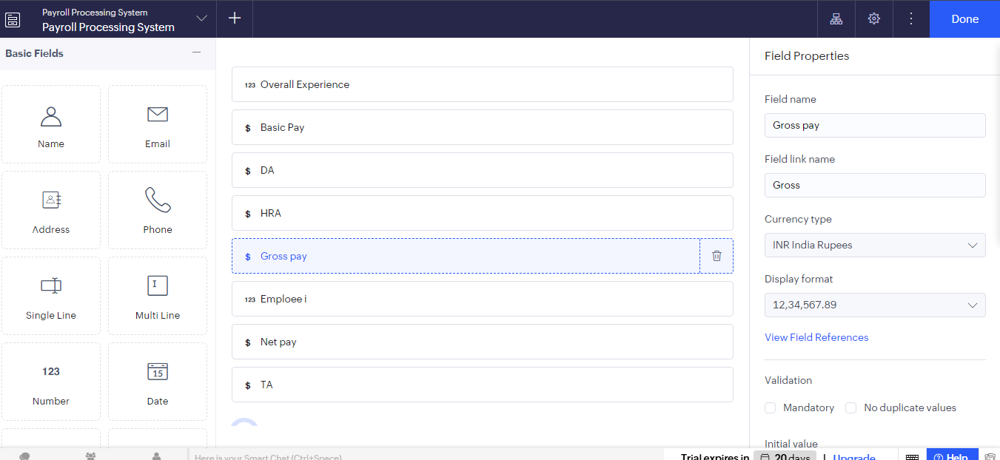 Payroll Processing System
Payroll Processing System
Done
Basic Fields
Name
Email
Address
Phone
Single Line
Multi Line
123
Number
15
Date
123 Overall Experience
$ Basic Pay
$ DA
$ HRA
$ Gross pay
123 Emploee i
$ Net pay
$ TA
Field Properties
Field name
Gross pay
Field link name
Gross
Currency type
INR India Rupees
Display format
12,34,567.89
View Field References
Validation
Mandatory
No duplicate values
Initial value
Here is your Smart Chat (Ctrl+Space)
Trial expires in 20 days | Upgrade
Help